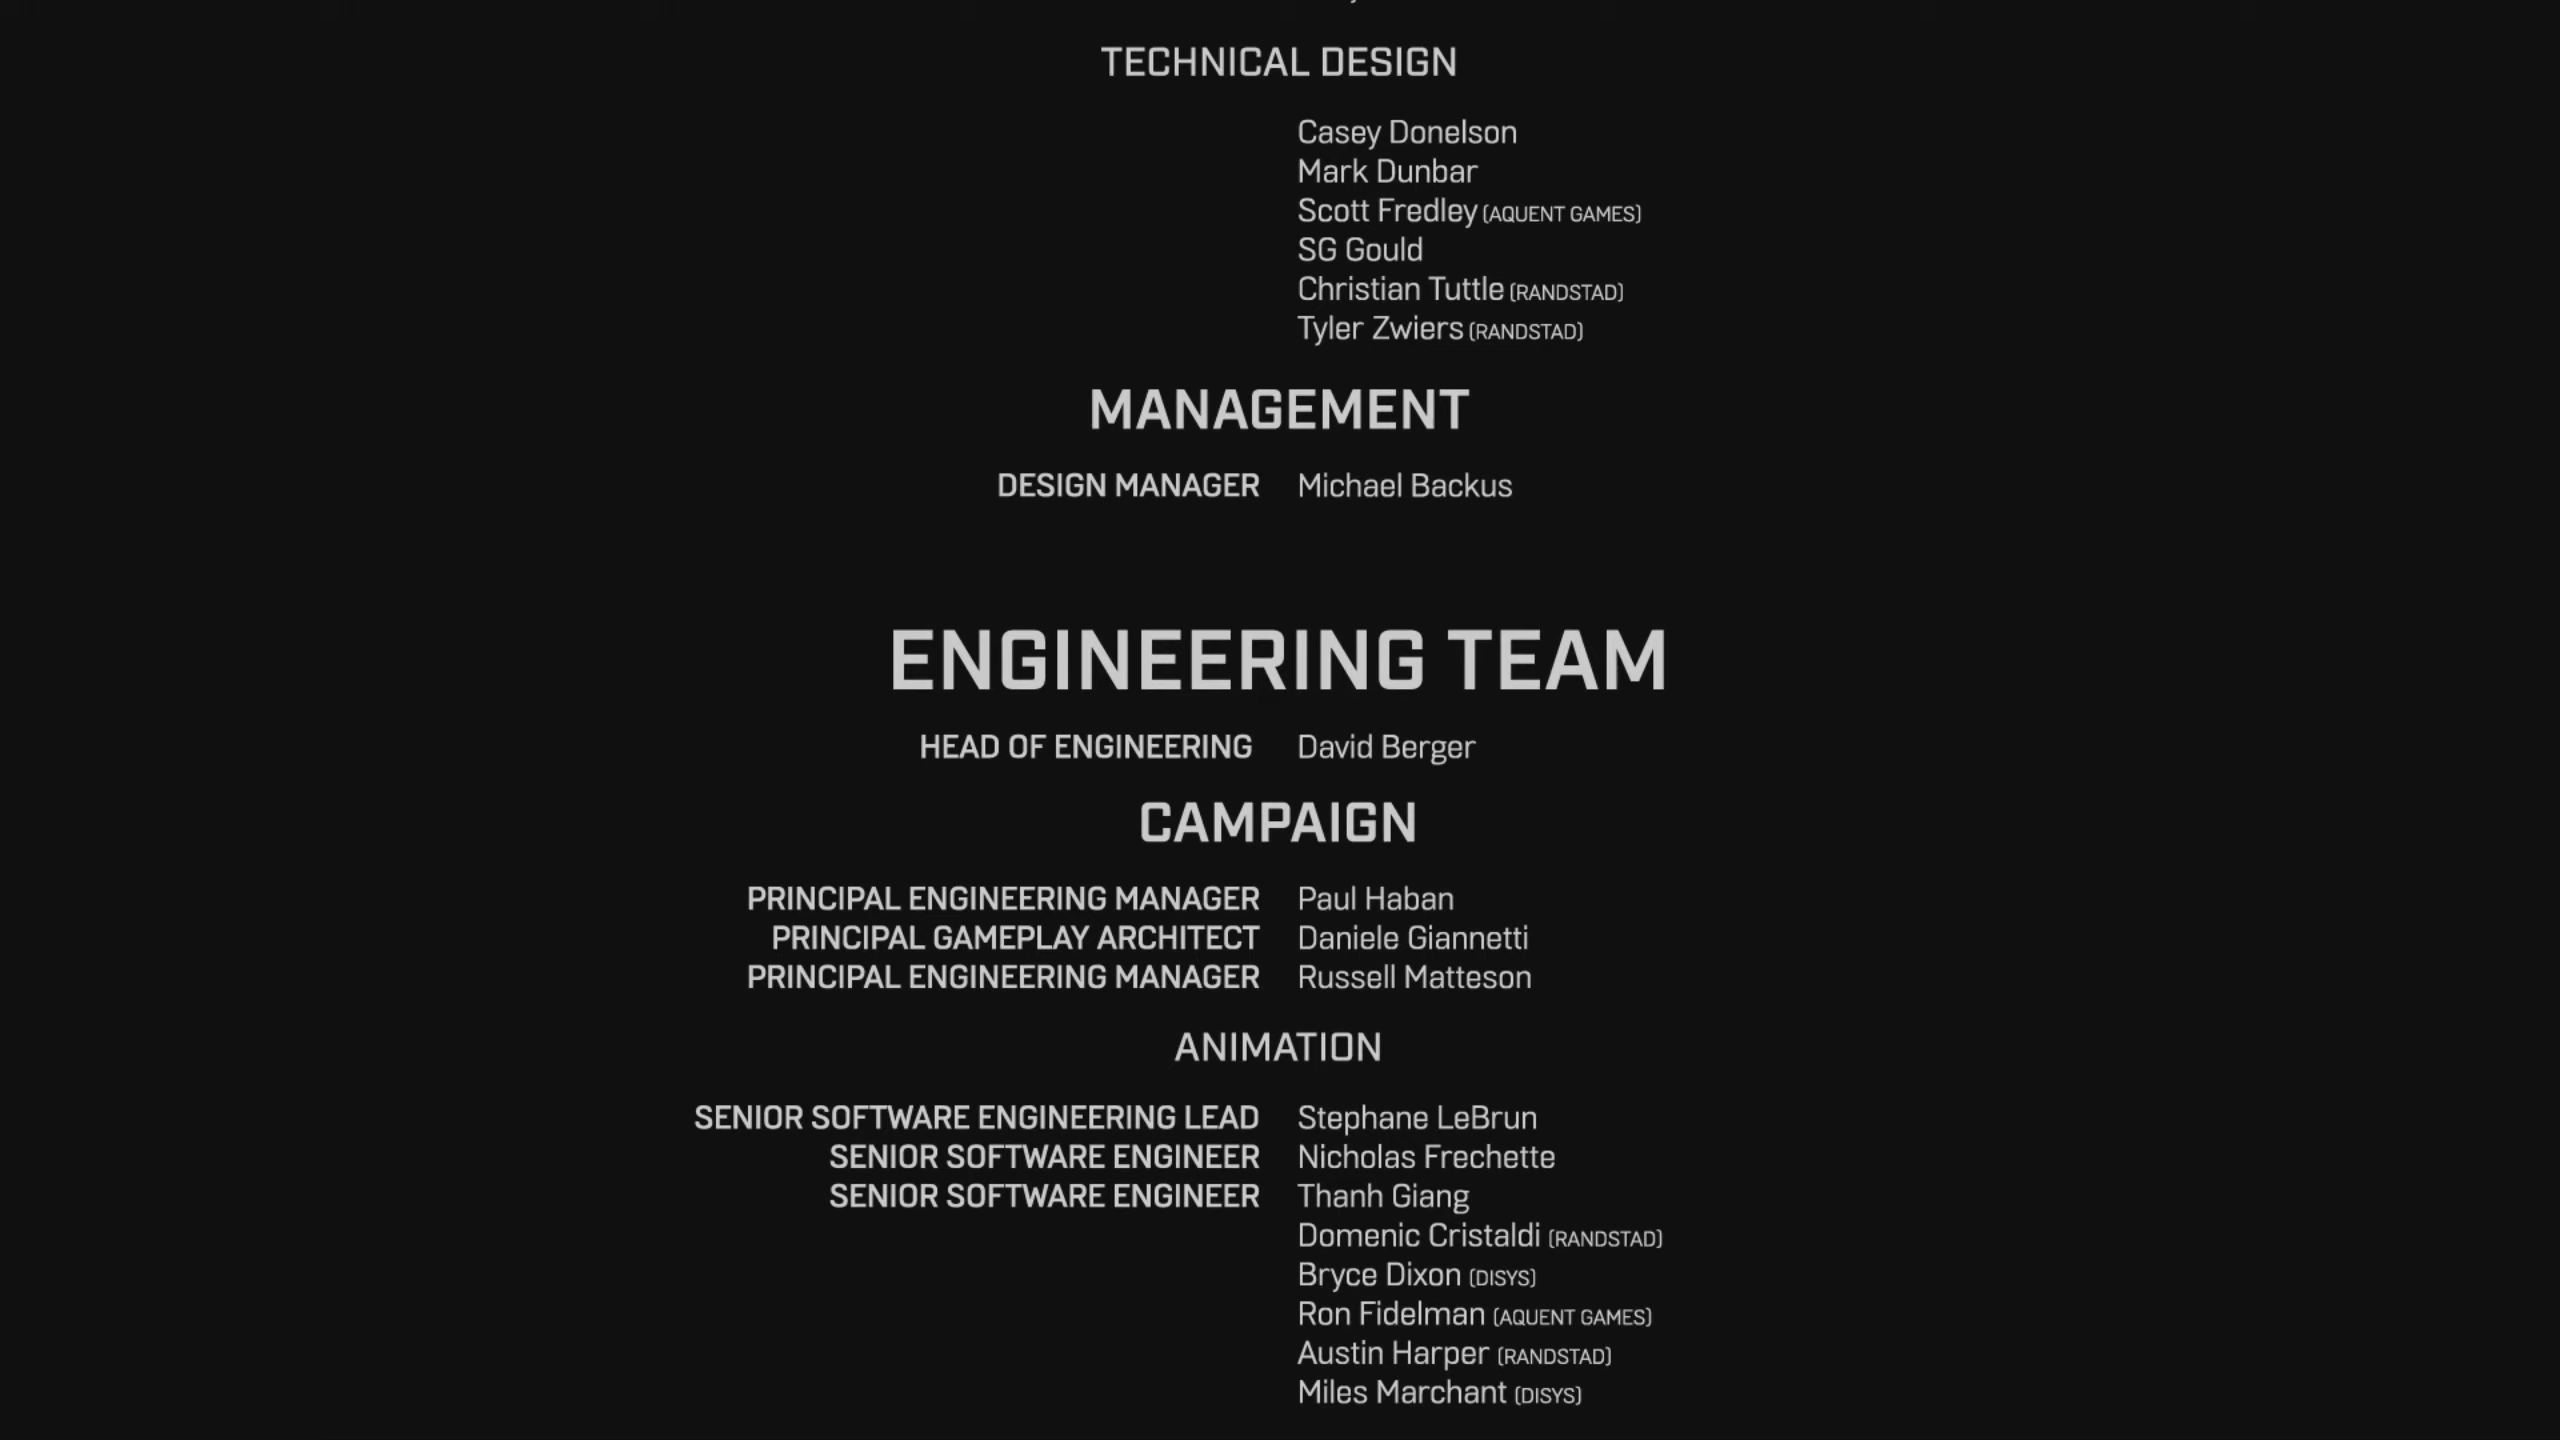 TECHNICAL DESIGN
Casey Donelson
Mark Dunbar
Scott Fredley (AQUENT GAMES)
SG Gould
Christian Tuttle (RANDSTAD)
Tyler Zwiers (RANDSTAD)
MANAGEMENT
DESIGN MANAGER Michael Backus
ENGINEERING TEAM
HEAD OF ENGINEERING David Berger
CAMPAIGN
PRINCIPAL ENGINEERING MANAGER Paul Haban
PRINCIPAL GAMEPLAY ARCHITECT Daniele Giannetti
PRINCIPAL ENGINEERING MANAGER Russell Matteson
ANIMATION
SENIOR SOFTWARE ENGINEERING LEAD Stephane LeBrun
SENIOR SOFTWARE ENGINEER Nicholas Frechette
SENIOR SOFTWARE ENGINEER Thanh Giang
Domenic Cristaldi (RANDSTAD)
Bryce Dixon (DISYS)
Ron Fidelman (AQUENT GAMES)
Austin Harper (RANDSTAD)
Miles Marchant (DISYS)